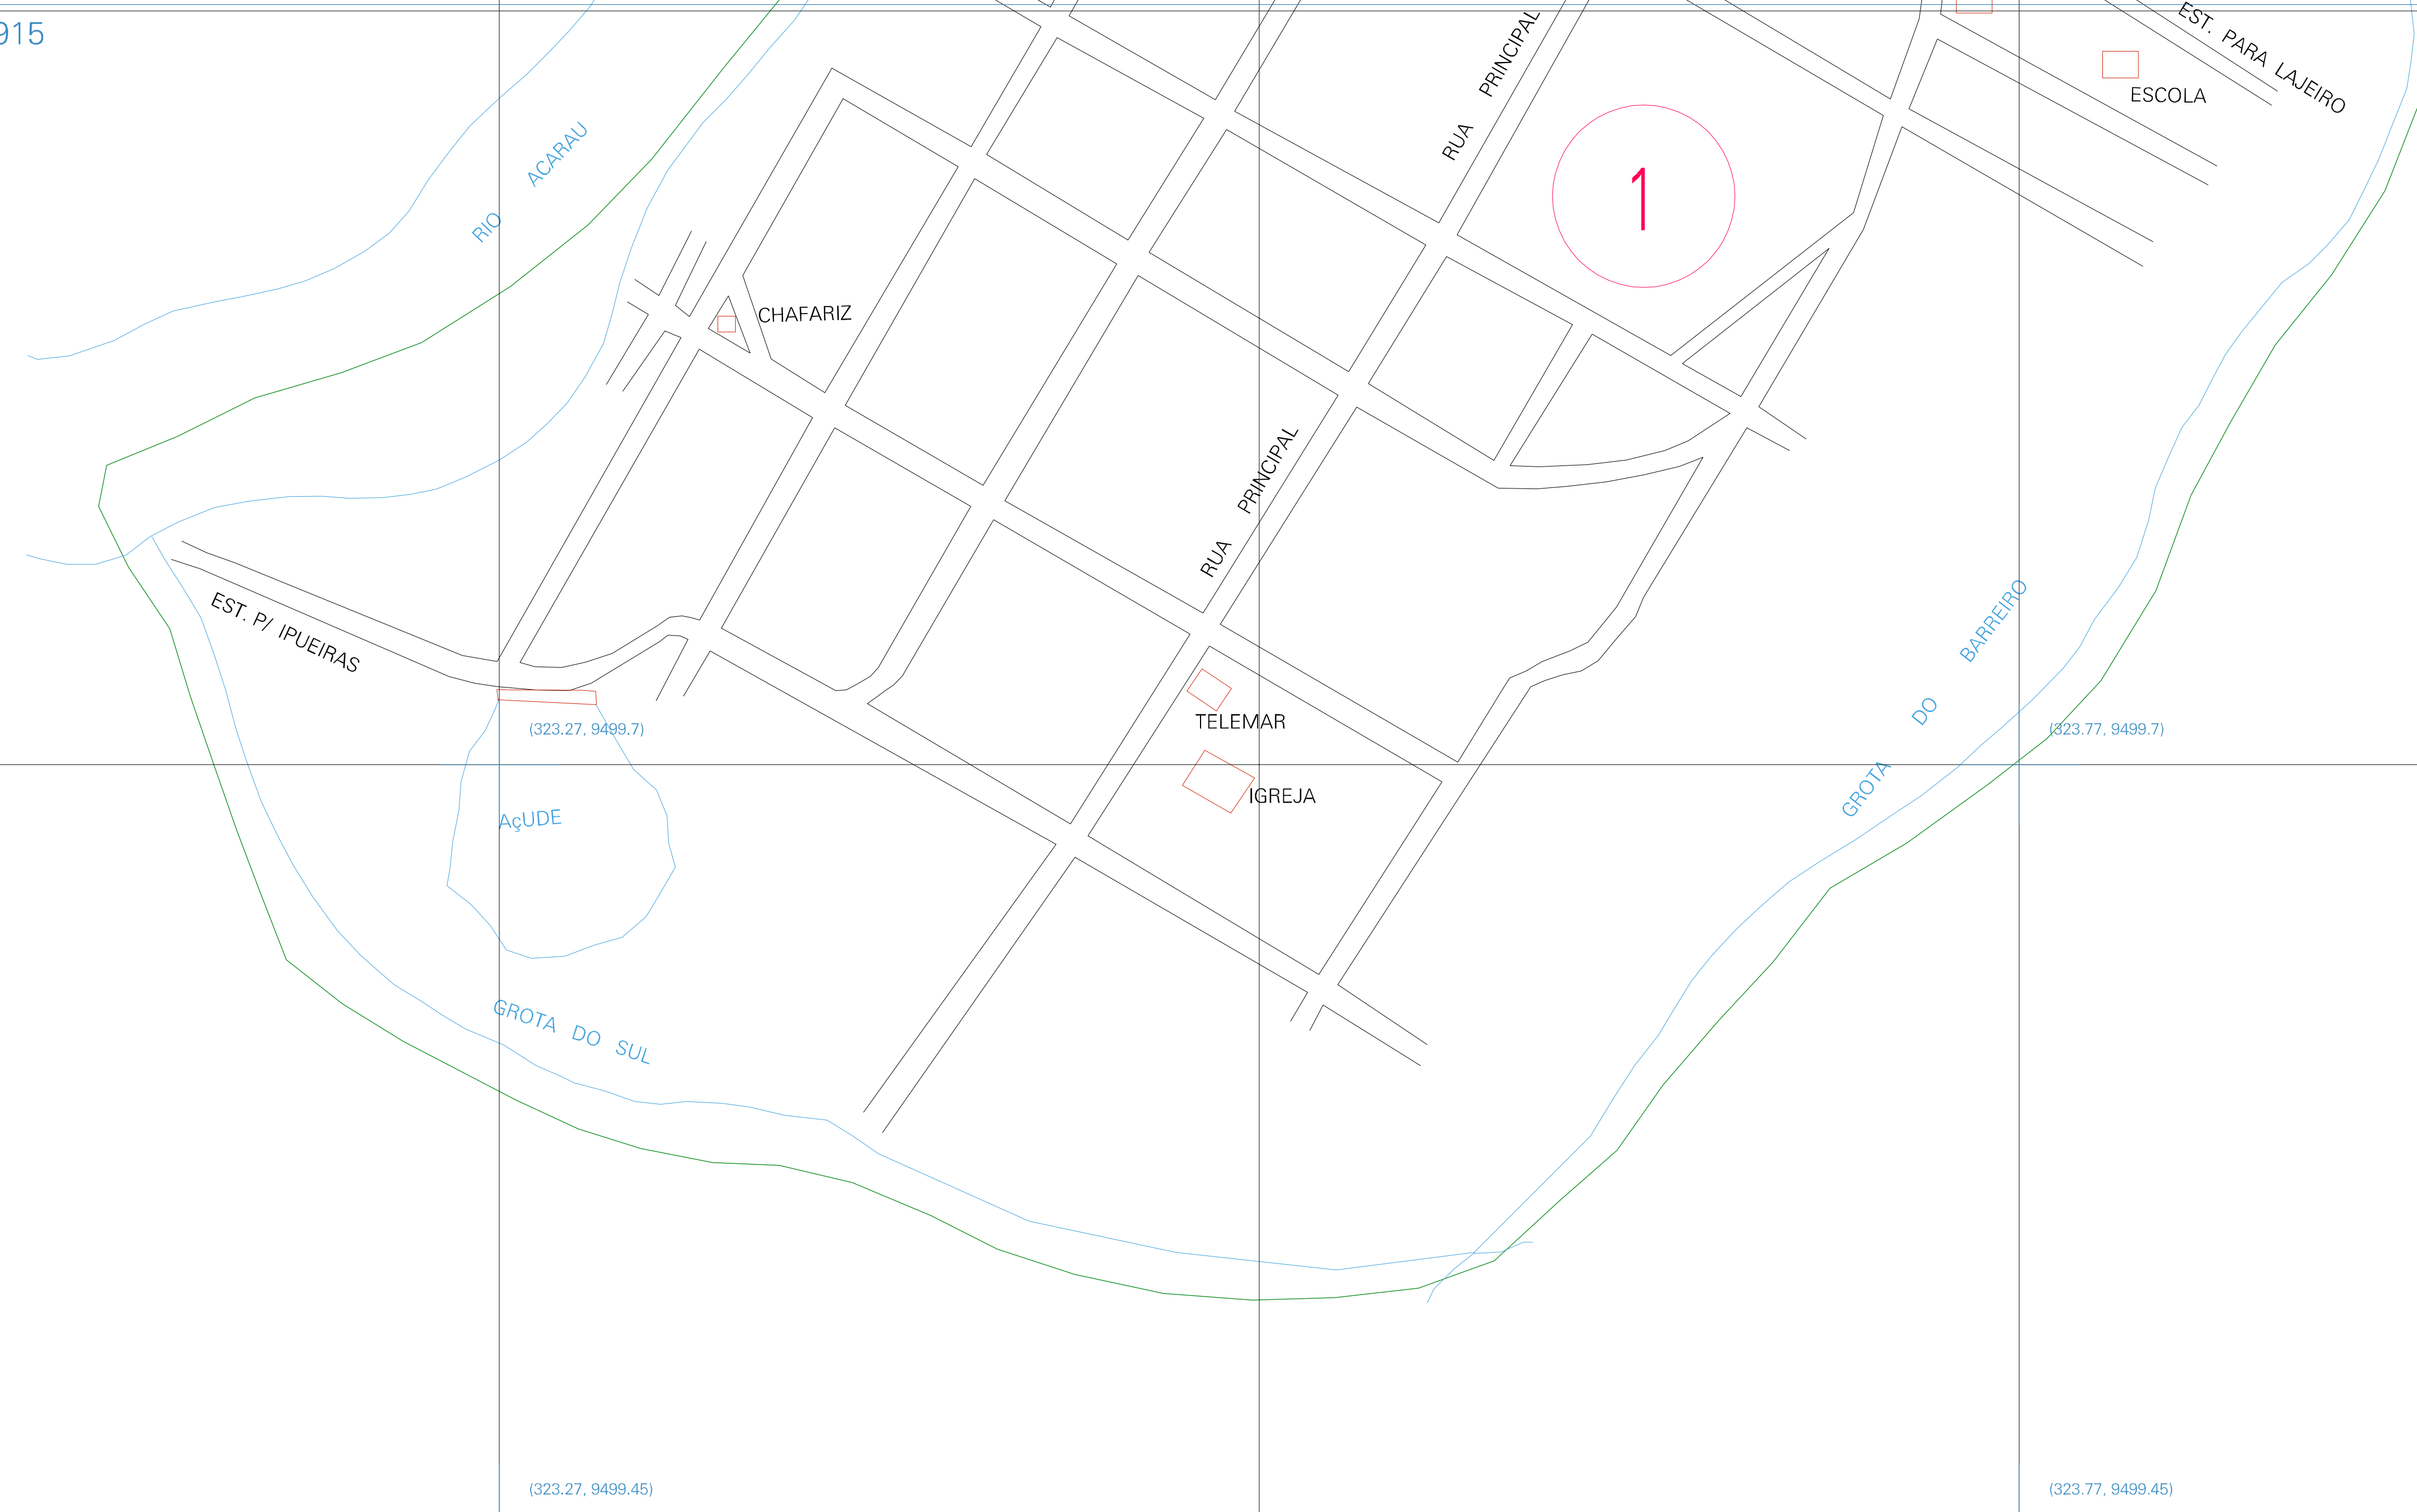 915
EST. PARA LAJEIRO
RUA PRINCIPAL
ESCOLA
RIO ACARAU
1
CHAFARIZ
RUA PRINCIPAL
EST. P/ IPUEIRAS
GROTA DO BARREIRO
TELEMAR
(323.27, 9499.7)
(323.77, 9499.7)
IGREJA
AçUDE
GROTA DO SUL
(323.27, 9499.45)
(323.77, 9499.45)